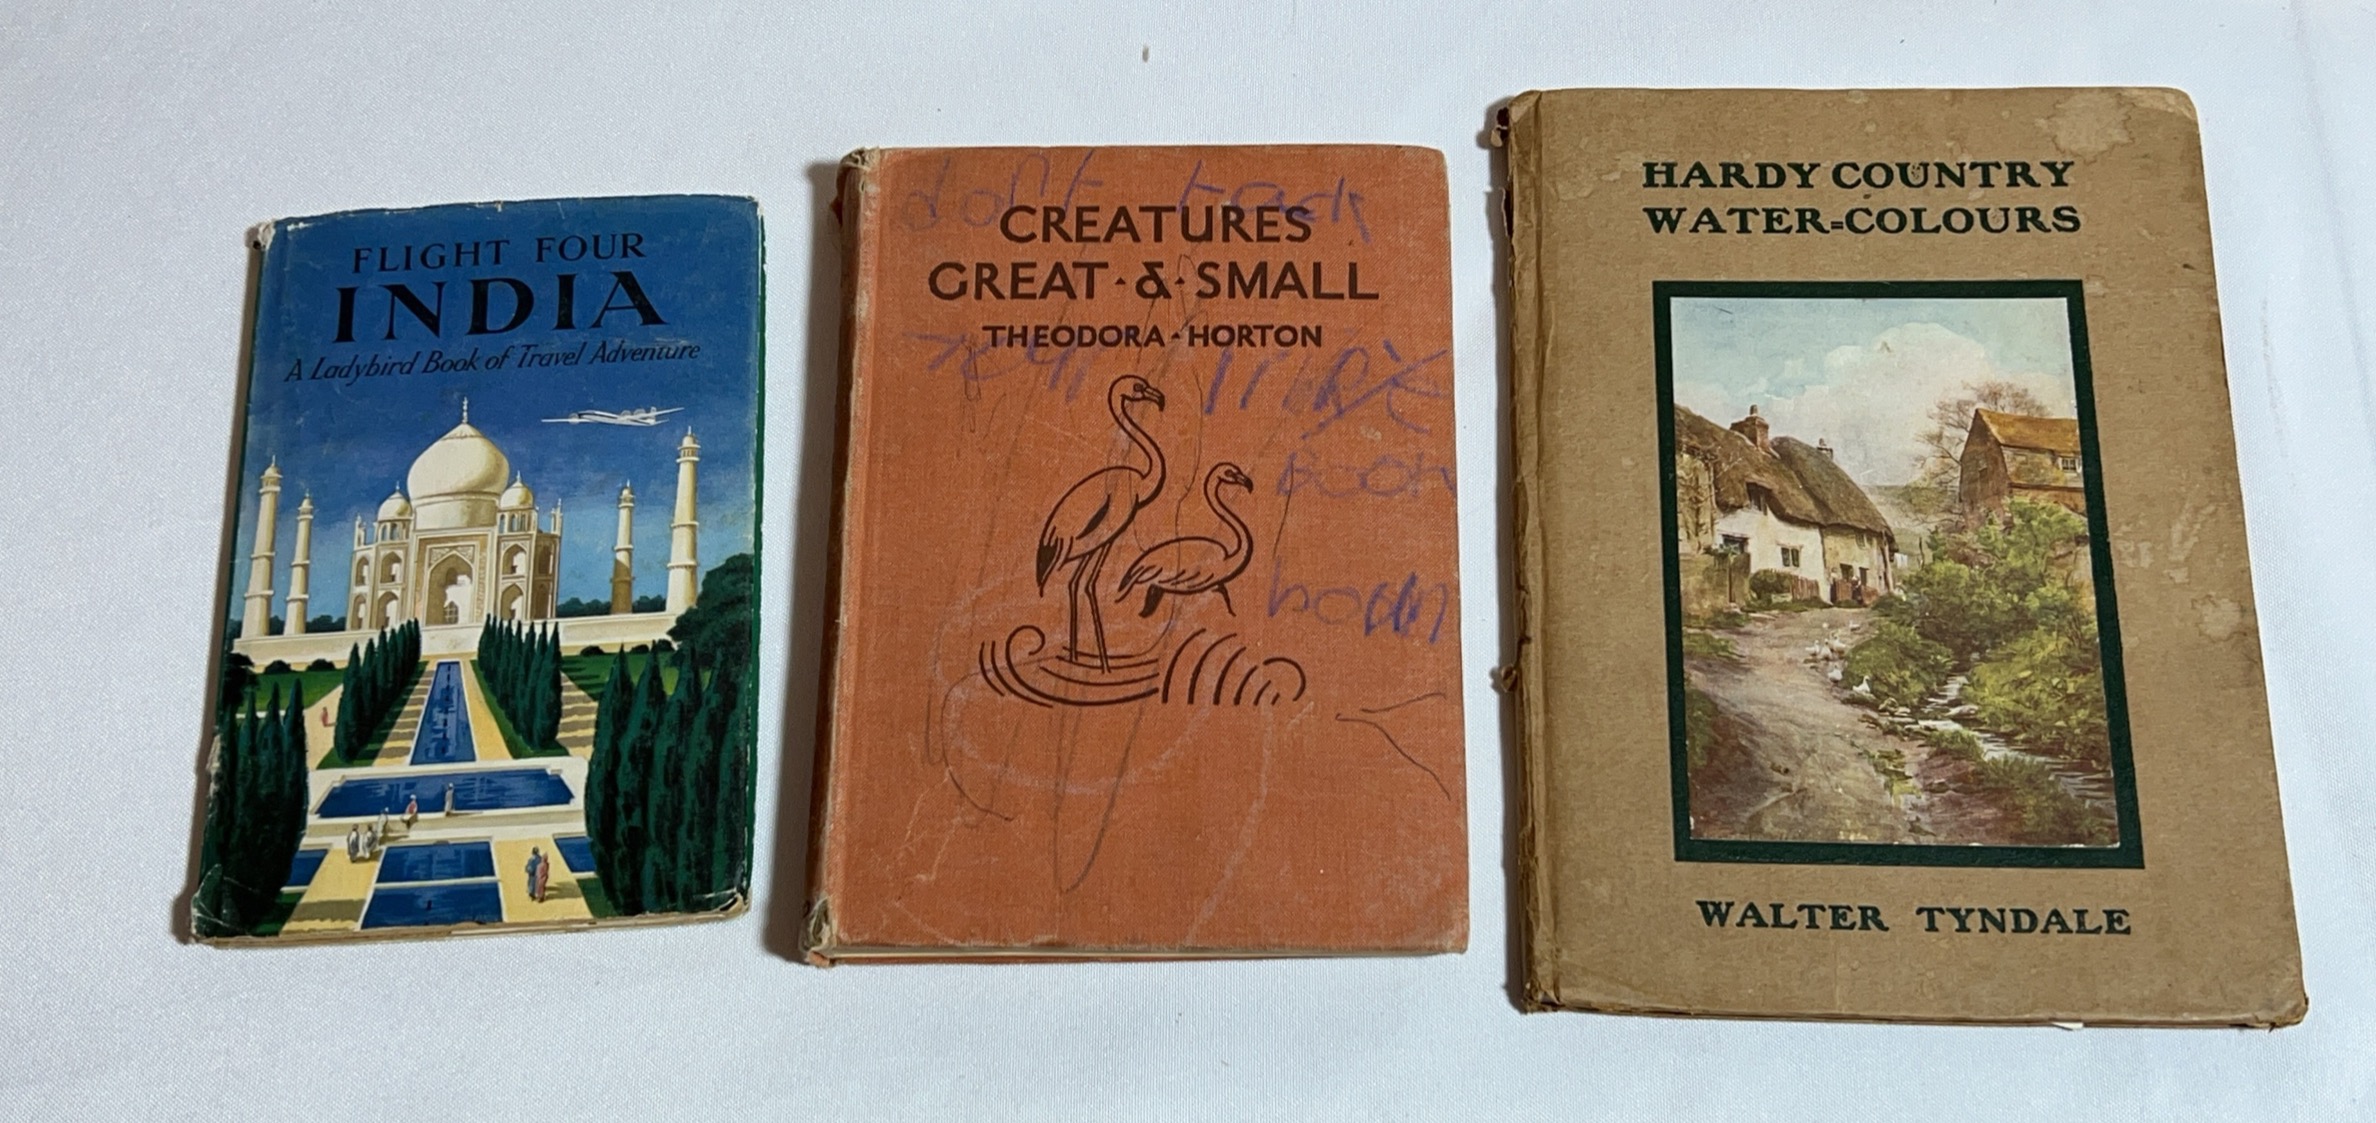 FLIGHT FOUR
INDIA
A Ladybird Book of Travel Adventure
CREATURES
GREAT · & · SMALL
THEODORA · HORTON
HARDY COUNTRY
WATER=COLOURS
WALTER TYNDALE